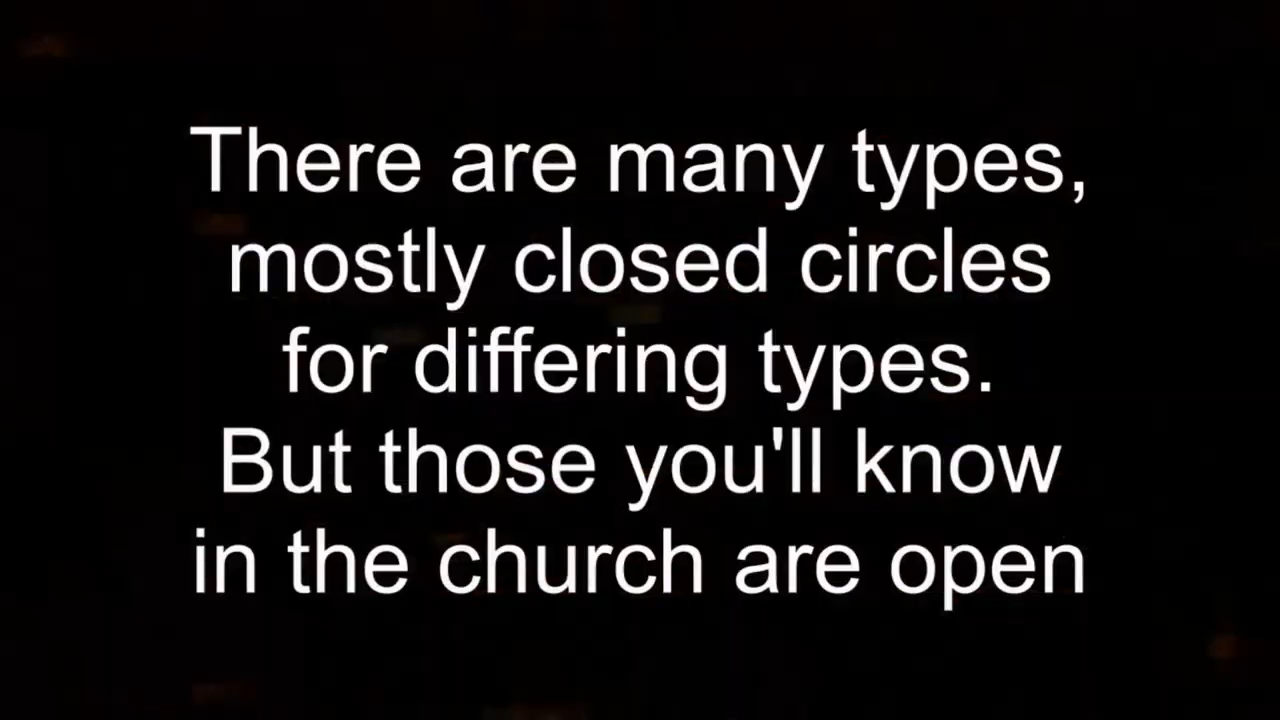 There are many types,
mostly closed circles
for differing types.
But those you'll know
in the church are open